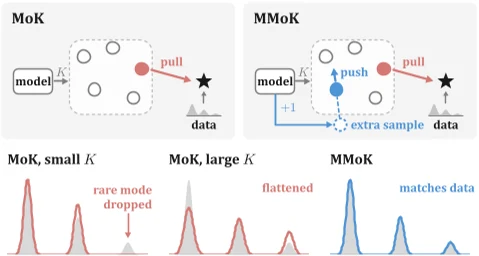 MoK
model
K
pull
data
MMoK
model
K
+1
push
pull
extra sample
data
MoK, small K
rare mode
dropped
MoK, large K
flattened
MMoK
matches data